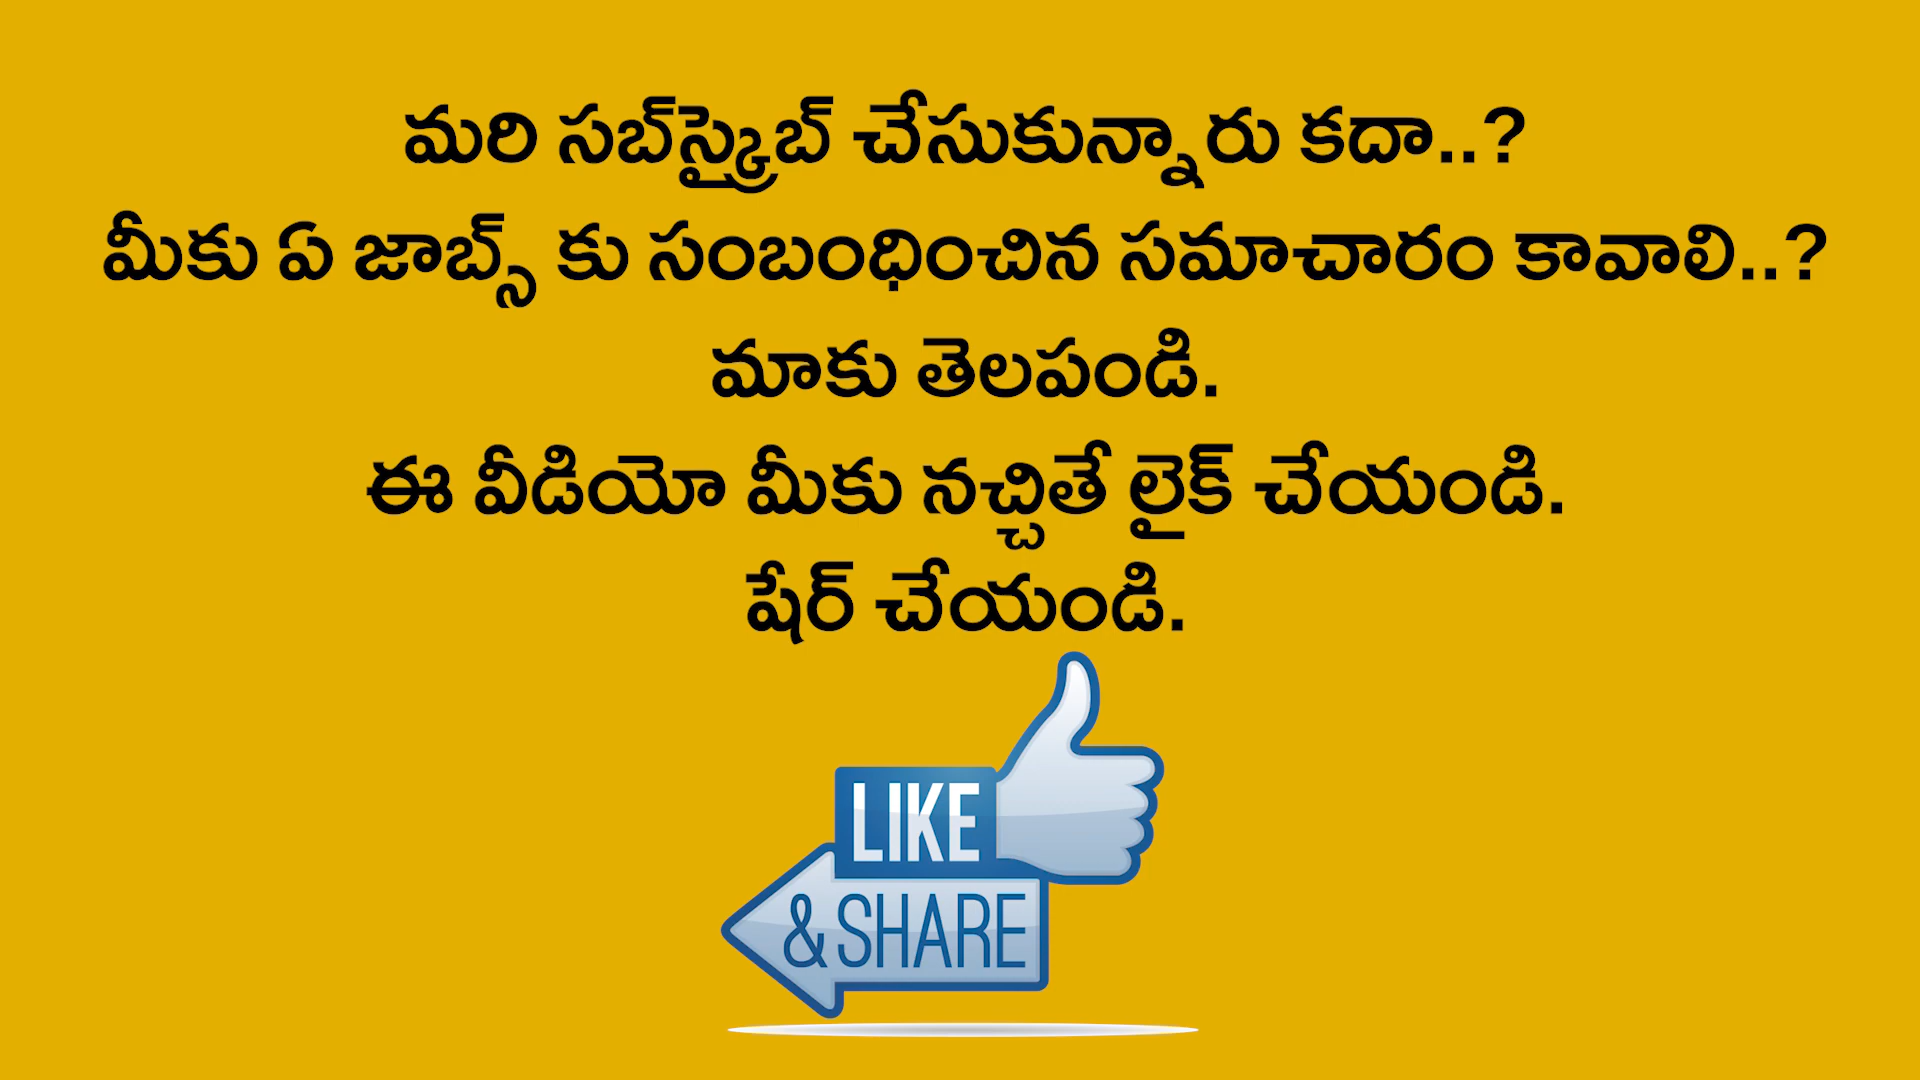 మరి సబ్‌స్క్రైబ్ చేసుకున్నారు కదా..?
మీకు ఏ జాబ్స్ కు సంబంధించిన సమాచారం కావాలి..?
మాకు తెలపండి.
ఈ వీడియో మీకు నచ్చితే లైక్ చేయండి.
షేర్ చేయండి.
LIKE
& SHARE